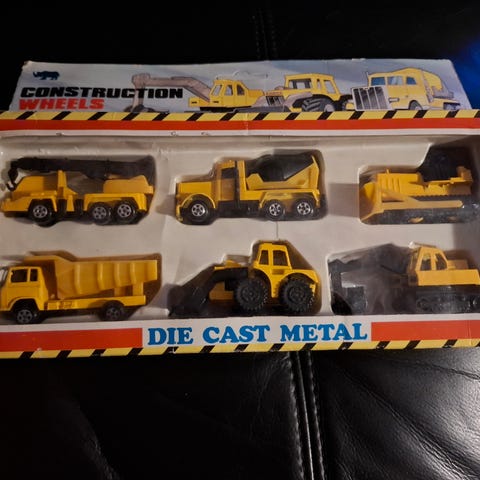 CONSTRUCTION
WHEELS
DIE CAST METAL